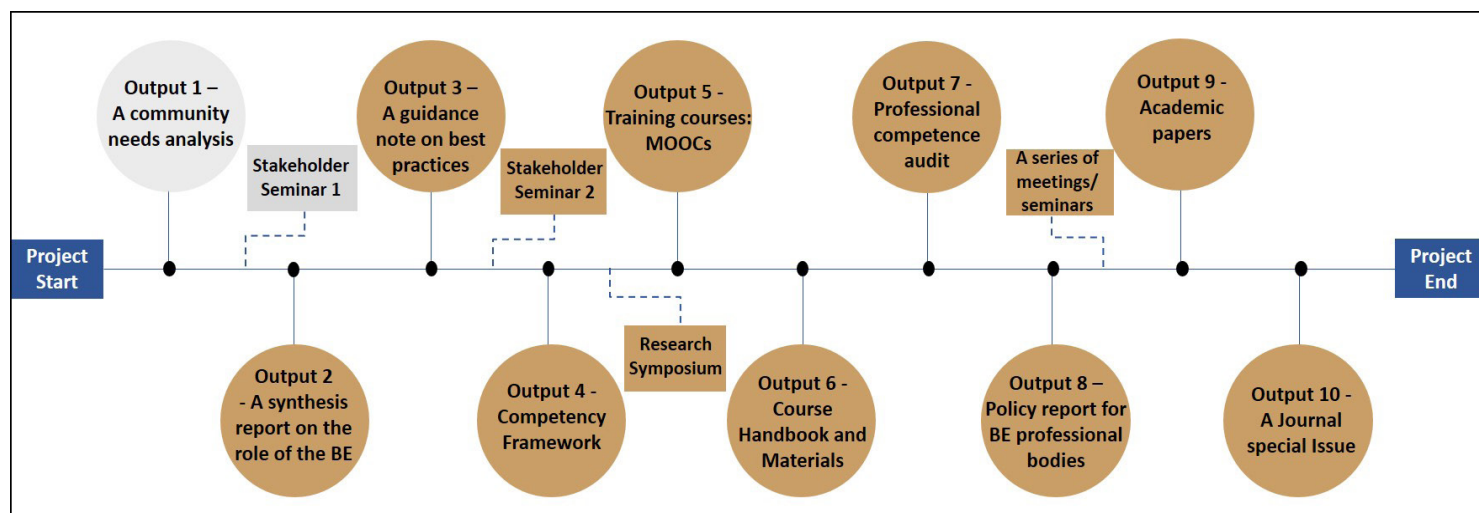 Project
Start
Output 1 –
A community
needs analysis
Stakeholder
Seminar 1
Output 2
- A synthesis
report on the
role of the BE
Output 3 –
A guidance
note on best
practices
Stakeholder
Seminar 2
Output 4 -
Competency
Framework
Research
Symposium
Output 5 -
Training courses:
MOOCs
Output 6 -
Course
Handbook and
Materials
Output 7 -
Professional
competence
audit
Output 8 –
Policy report for
BE professional
bodies
A series of
meetings/
seminars
Output 9 -
Academic
papers
Output 10 -
A Journal
special Issue
Project
End